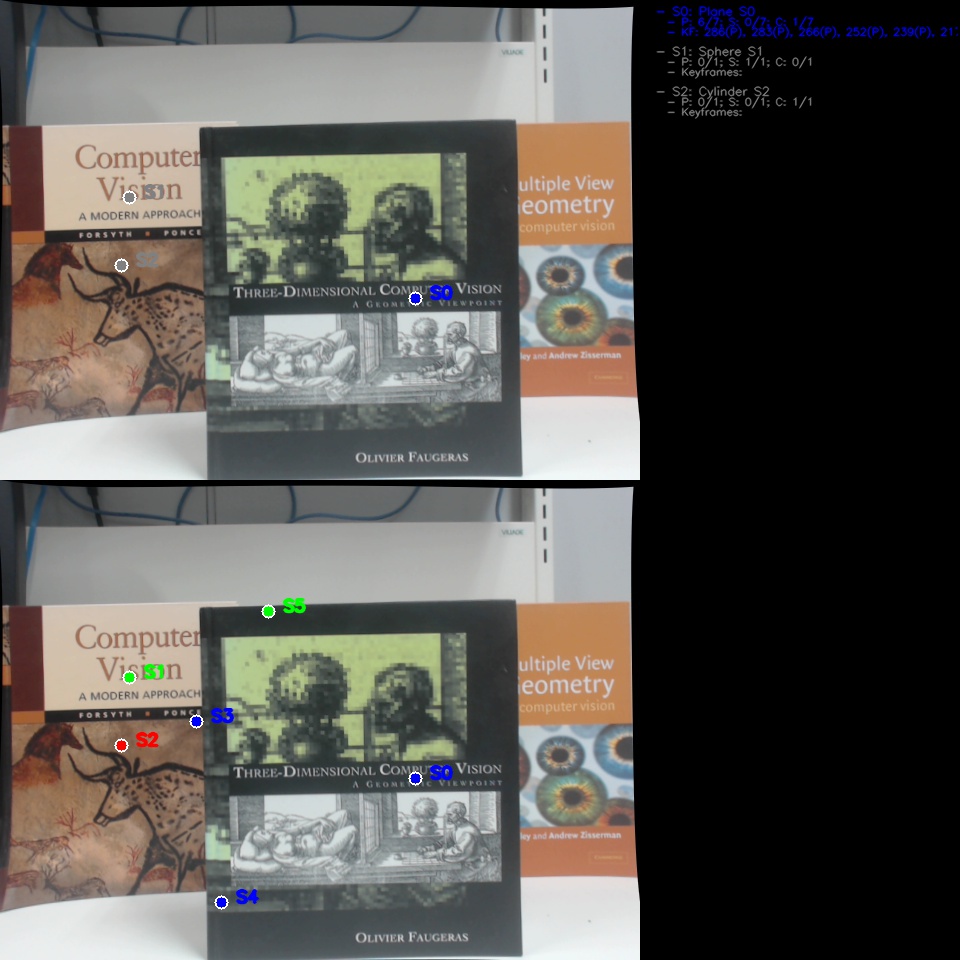 S0: Plane S0
P: 6/7; S: 0/7; C: 1/7
KF: 286(P), 283(P), 266(P), 252(P), 239(P),
S1: Sphere S1
P: 0/1; S: 1/1; C: 0/1
Keyframes:
S2: Cylinder S2
P: 0/1; S: 0/1; C: 1/1
Keyframes:
Computer
Vision
A MODERN APPROACH
FORSYTH PONCE
S2
THREE-DIMENSIONAL COMPUTER VISION
A GEOMETRIC VIEWPOINT
S0
OLIVIER FAUGERAS
ultiple View
eometry
computer vision
ley and Andrew Zisserman
S5
Computer
Vision
A MODERN APPROACH
FORSYTH PONCE
S3
S2
THREE-DIMENSIONAL COMPUTER VISION
A GEOMETRIC VIEWPOINT
S0
S4
OLIVIER FAUGERAS
ultiple View
eometry
computer vision
ley and Andrew Zisserman